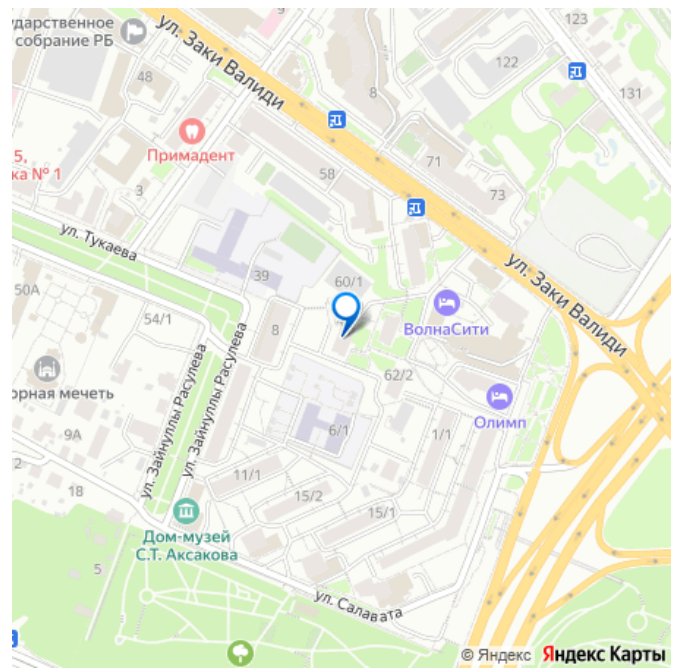 9
123
ударственное
собрание РБ
ул. Заки Валиди
122
48
8
131
Примадент
5,
ка № 1
71
58
3
73
ул. Тукаева
ул. Заки Валиди
39
60/1
50А
ВолнаСити
54/1
8
орная мечеть
62/2
Олимп
ул. Зайнуллы Расулева
ул. Зайнуллы Расулева
9А
6/1
1/1
2
11/1
18
15/2
15/1
Дом-музей
С.Т. Аксакова
5
ул. Салавата
© Яндекс Яндекс Карты